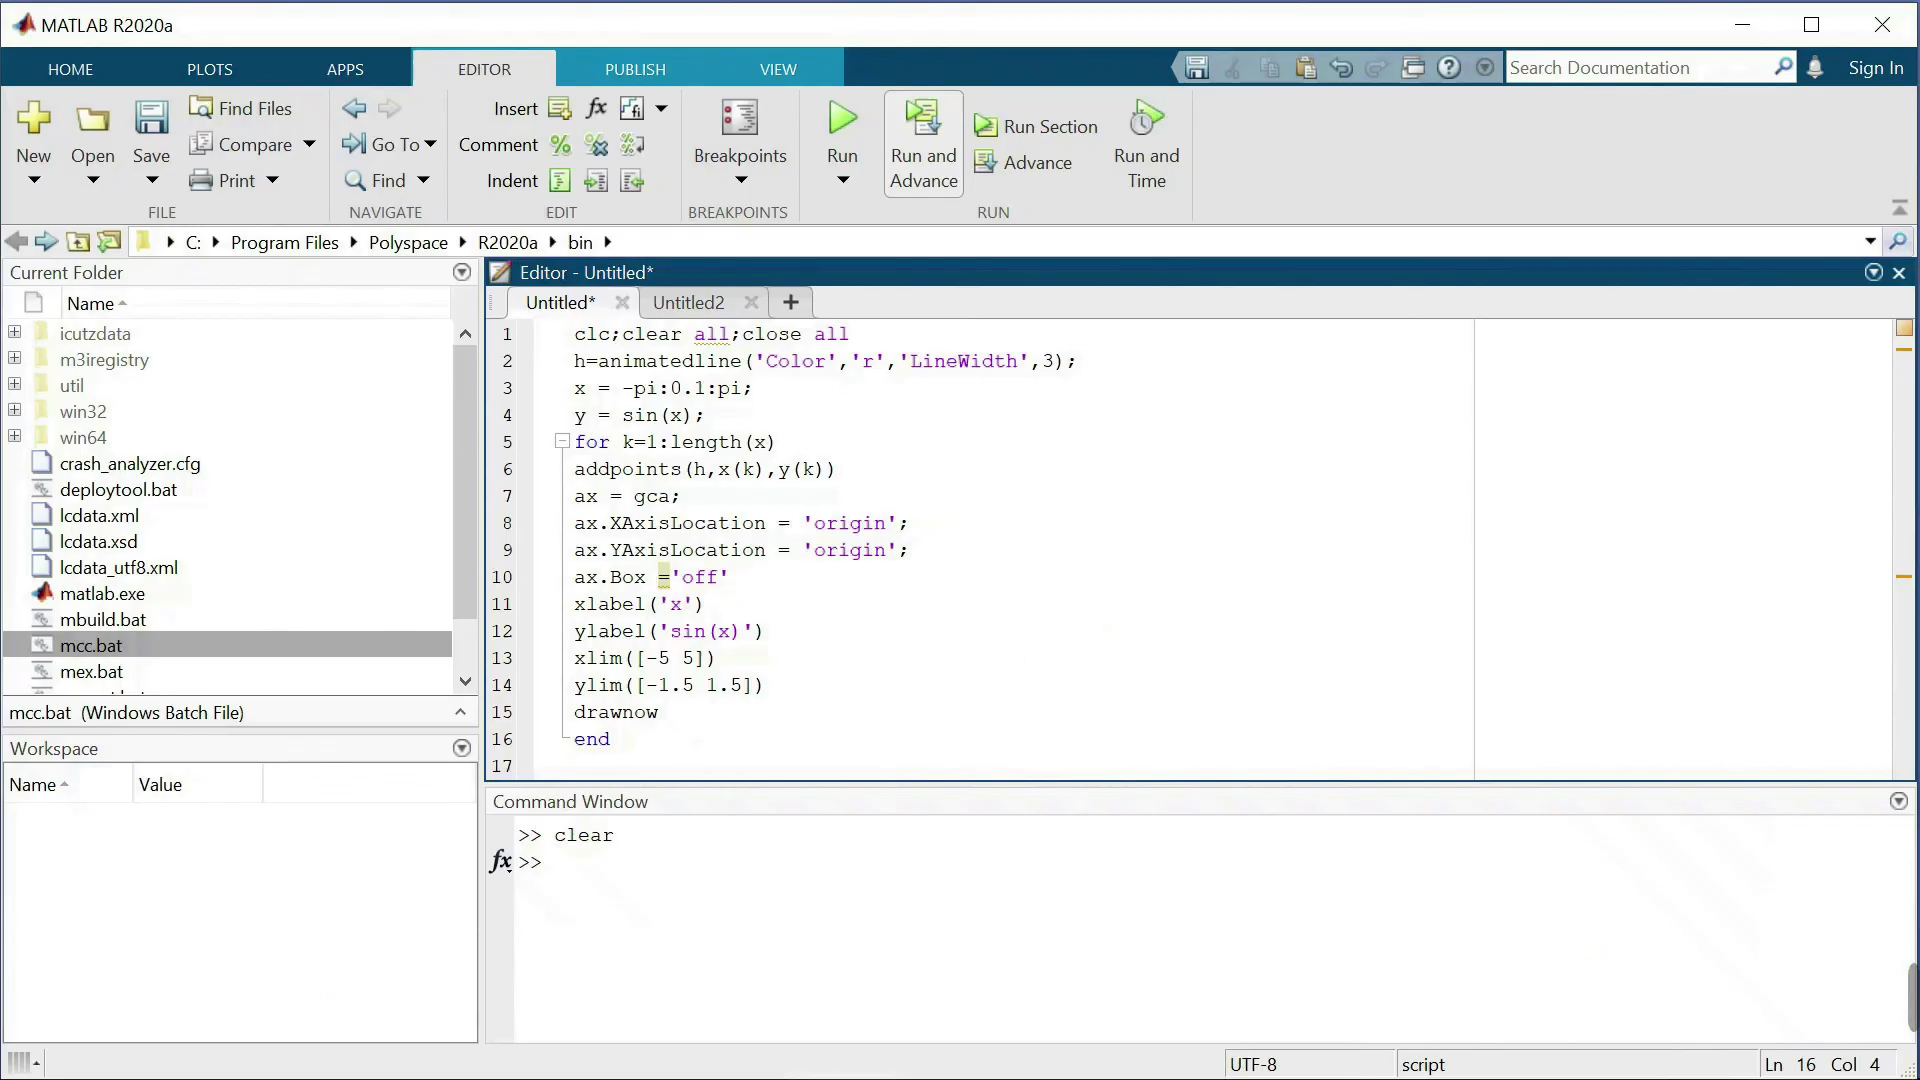 MATLAB R2020a
HOME PLOTS APPS EDITOR PUBLISH VIEW Search Documentation Sign In
New Open Save Find Files Compare Print
Go To Find
Insert fx fi
Comment
Indent
Breakpoints
Run Run and Advance Run Section Advance Run and Time
FILE NAVIGATE EDIT BREAKPOINTS RUN
C: Program Files Polyspace R2020a bin
Current Folder
Name
icutzdata
m3iregistry
util
win32
win64
crash_analyzer.cfg
deploytool.bat
lcdata.xml
lcdata.xsd
lcdata_utf8.xml
matlab.exe
mbuild.bat
mcc.bat
mex.bat
mcc.bat (Windows Batch File)
Workspace
Name Value
Editor - Untitled*
Untitled* Untitled2
1 clc;clear all;close all
2 h=animatedline('Color','r','LineWidth',3);
3 x = -pi:0.1:pi;
4 y = sin(x);
5 for k=1:length(x)
6 addpoints(h,x(k),y(k))
7 ax = gca;
8 ax.XAxisLocation = 'origin';
9 ax.YAxisLocation = 'origin';
10 ax.Box ='off'
11 xlabel('x')
12 ylabel('sin(x)')
13 xlim([-5 5])
14 ylim([-1.5 1.5])
15 drawnow
16 end
17
Command Window
>> clear
fx >>
UTF-8 script Ln 16 Col 4